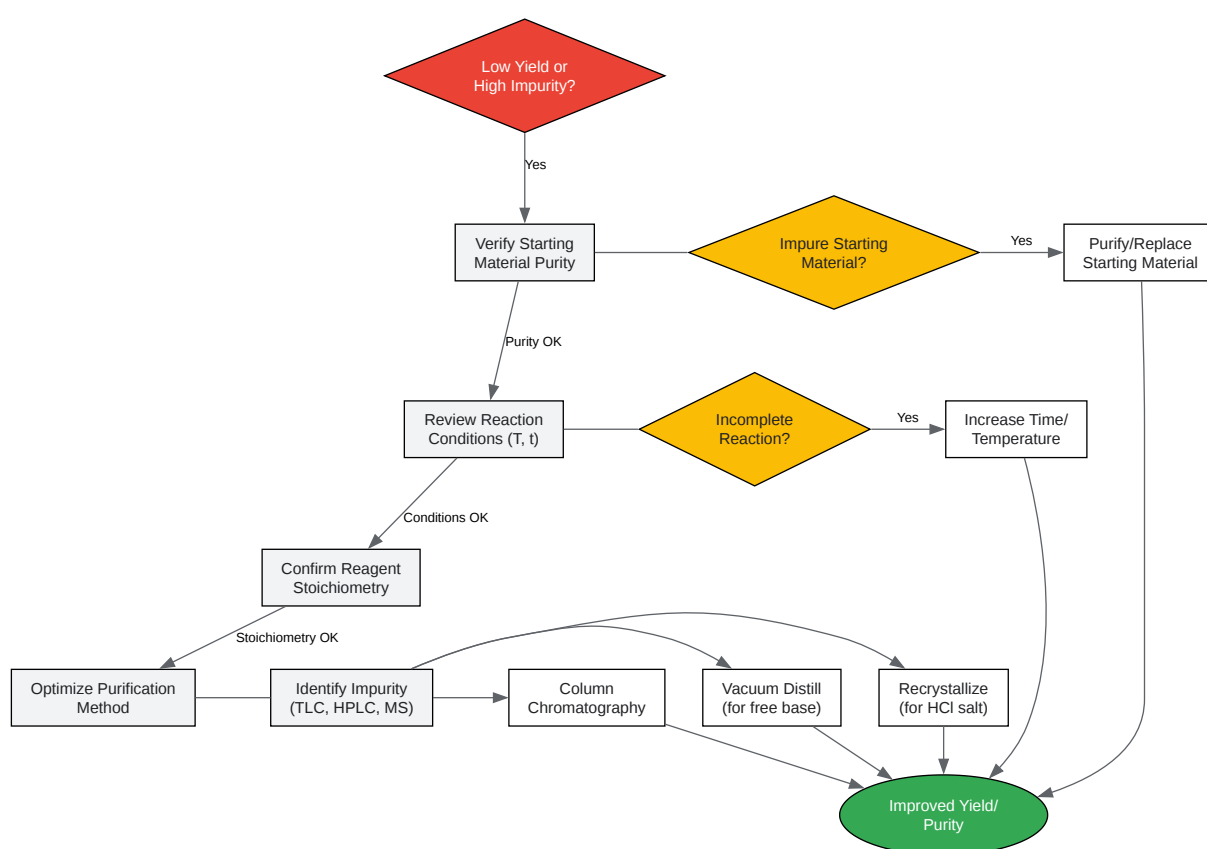 Low Yield or
High Impurity?
Yes
Verify Starting
Material Purity
Impure Starting
Material?
Yes
Purify/Replace
Starting Material
Purity OK
Review Reaction
Conditions (T, t)
Incomplete
Reaction?
Yes
Increase Time/
Temperature
Conditions OK
Confirm Reagent
Stoichiometry
Stoichiometry OK
Optimize Purification
Method
Identify Impurity
(TLC, HPLC, MS)
Column
Chromatography
Vacuum Distill
(for free base)
Recrystallize
(for HCl salt)
Improved Yield/
Purity